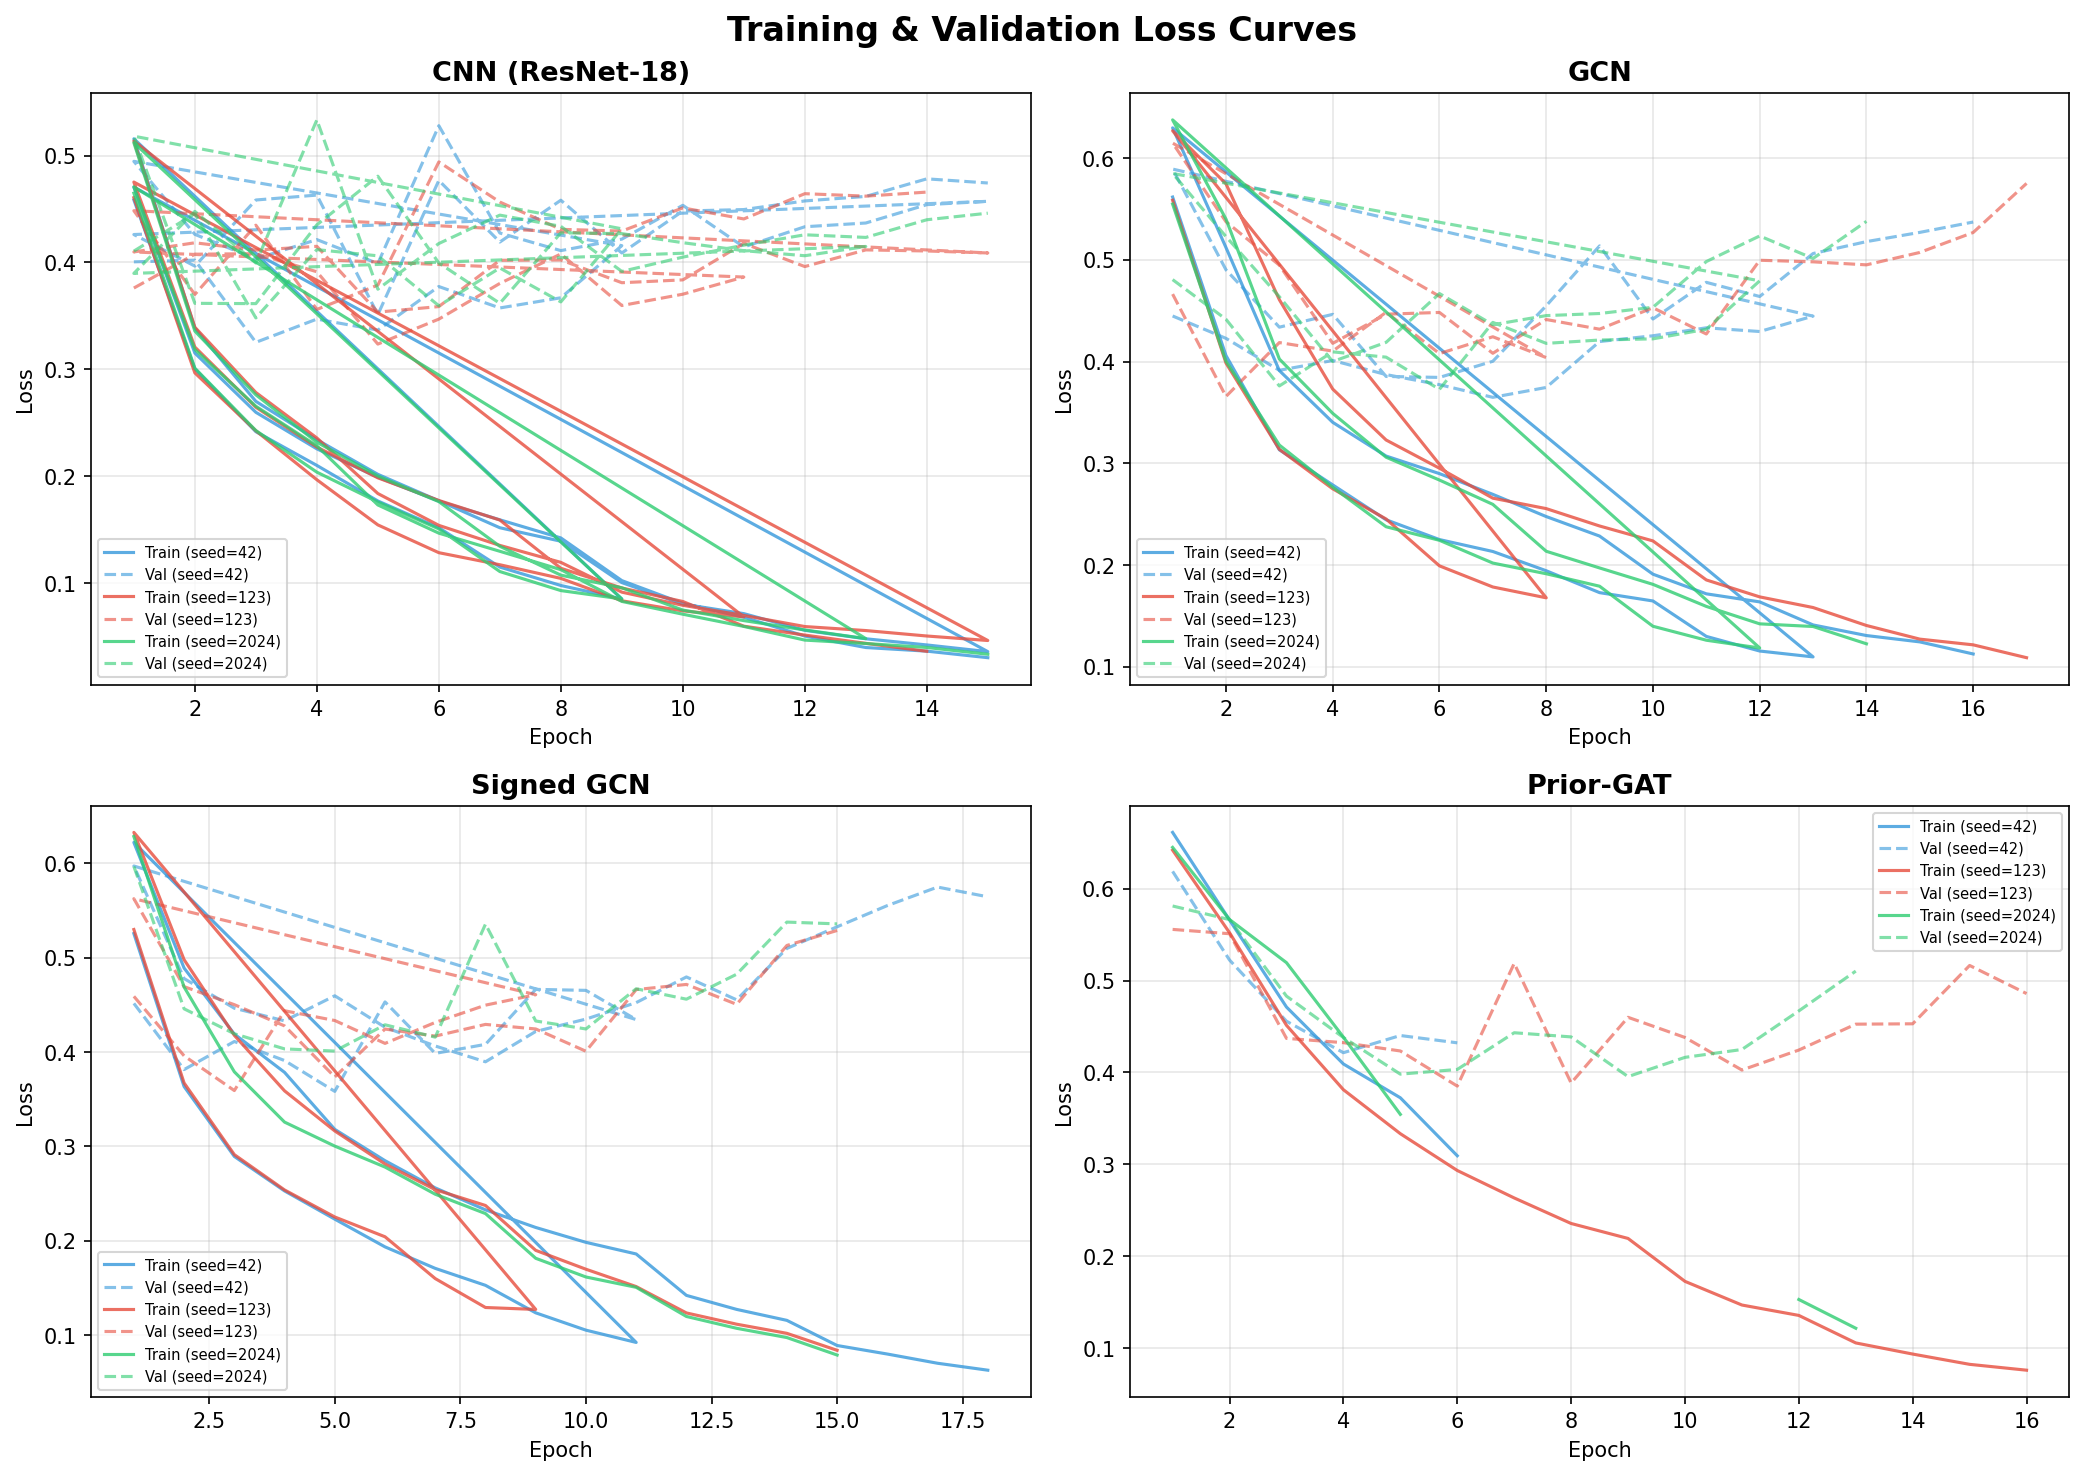 Training & Validation Loss Curves
CNN (ResNet-18)
Loss
0.5
0.4
0.3
0.2
0.1
Train (seed=42)
Val (seed=42)
Train (seed=123)
Val (seed=123)
Train (seed=2024)
Val (seed=2024)
2 4 6 8 10 12 14
Epoch
GCN
Loss
0.6
0.5
0.4
0.3
0.2
0.1
Train (seed=42)
Val (seed=42)
Train (seed=123)
Val (seed=123)
Train (seed=2024)
Val (seed=2024)
2 4 6 8 10 12 14 16
Epoch
Signed GCN
Loss
0.6
0.5
0.4
0.3
0.2
0.1
Train (seed=42)
Val (seed=42)
Train (seed=123)
Val (seed=123)
Train (seed=2024)
Val (seed=2024)
2.5 5.0 7.5 10.0 12.5 15.0 17.5
Epoch
Prior-GAT
Loss
0.6
0.5
0.4
0.3
0.2
0.1
Train (seed=42)
Val (seed=42)
Train (seed=123)
Val (seed=123)
Train (seed=2024)
Val (seed=2024)
2 4 6 8 10 12 14 16
Epoch